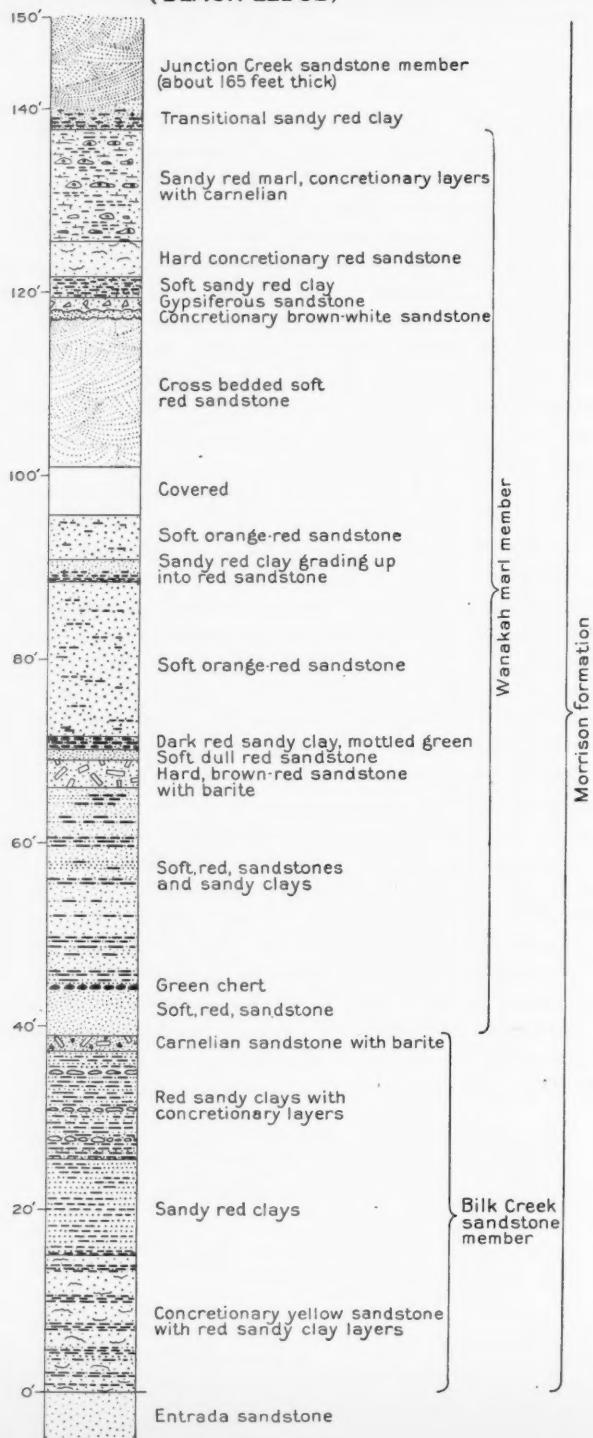 150'
Junction Creek sandstone member
(about 165 feet thick)
140'
Transitional sandy red clay
Sandy red marl, concretionary layers
with carnelian
Hard concretionary red sandstone
Soft sandy red clay
120'
Gypsiferous sandstone
Concretionary brown-white sandstone
Cross bedded soft
red sandstone
100'
Covered
Soft orange-red sandstone
Sandy red clay grading up
into red sandstone
80'
Soft orange-red sandstone
Dark red sandy clay, mottled green
Soft dull red sandstone
Hard, brown-red sandstone
with barite
60'
Soft, red, sandstones
and sandy clays
Green chert
Soft, red, sandstone
40'
Carnelian sandstone with barite
Red sandy clays with
concretionary layers
20'
Sandy red clays
Concretionary yellow sandstone
with red sandy clay layers
0'
Entrada sandstone
Wanakah marl member
Bilk Creek
sandstone
member
Morrison formation